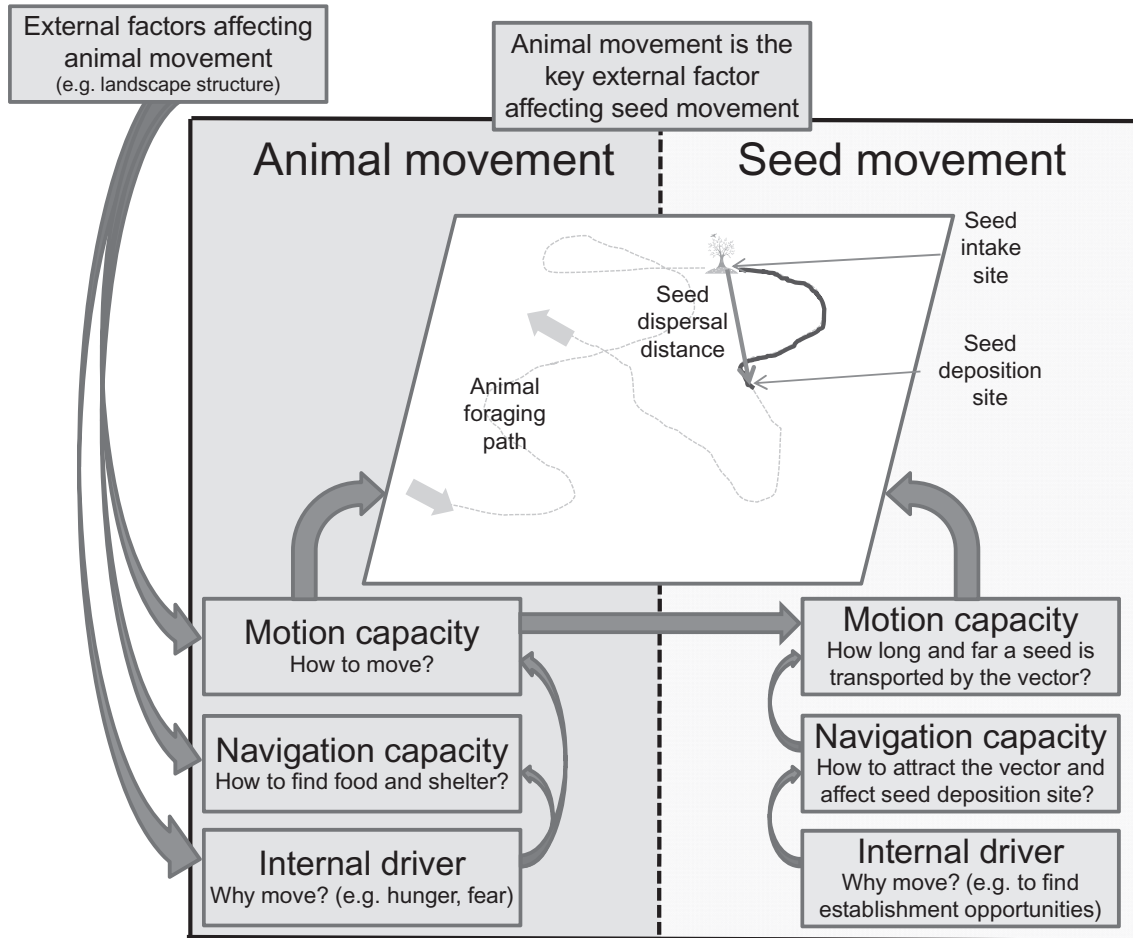 External factors affecting
animal movement
(e.g. landscape structure)
Animal movement is the
key external factor
affecting seed movement
Animal movement
Seed movement
Seed
intake
site
Seed
dispersal
distance
Seed
deposition
site
Animal
foraging
path
Motion capacity
How to move?
Motion capacity
How long and far a seed is
transported by the vector?
Navigation capacity
How to find food and shelter?
Navigation capacity
How to attract the vector and
affect seed deposition site?
Internal driver
Why move? (e.g. hunger, fear)
Internal driver
Why move? (e.g. to find
establishment opportunities)